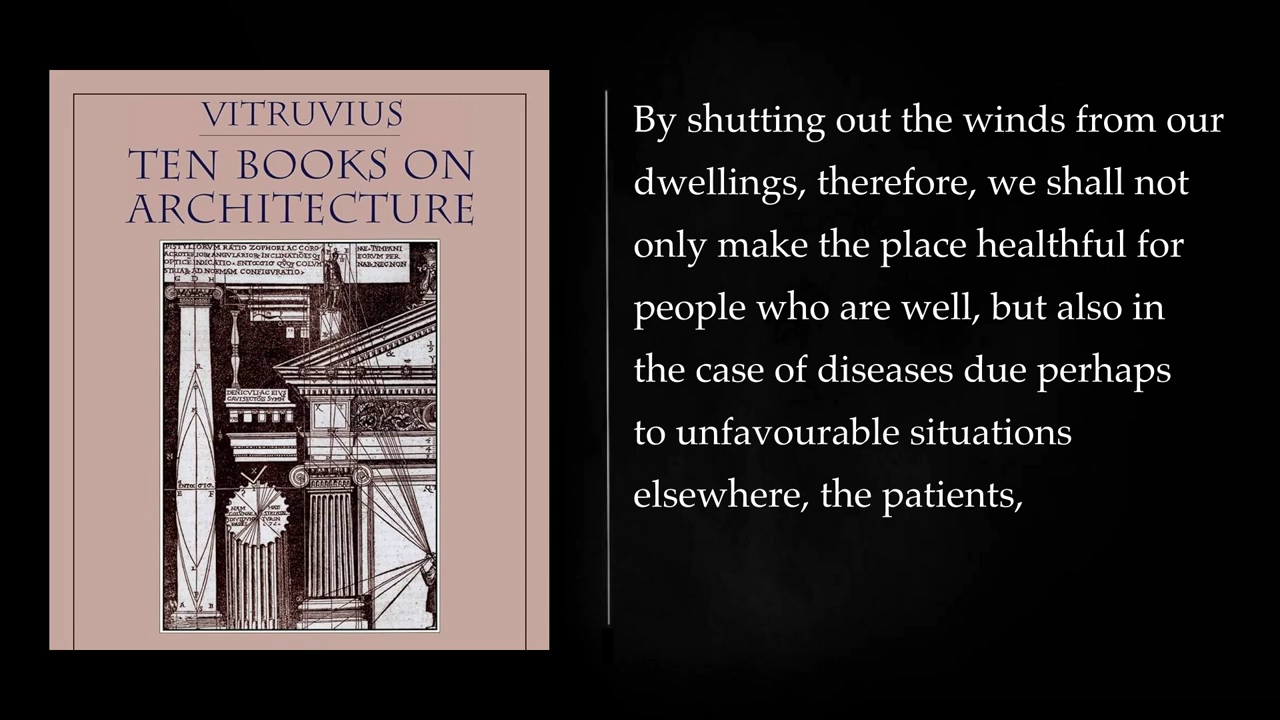 VITRUVIUS
TEN BOOKS ON
ARCHITECTURE
By shutting out the winds from our
dwellings, therefore, we shall not
only make the place healthful for
people who are well, but also in
the case of diseases due perhaps
to unfavourable situations
elsewhere, the patients,